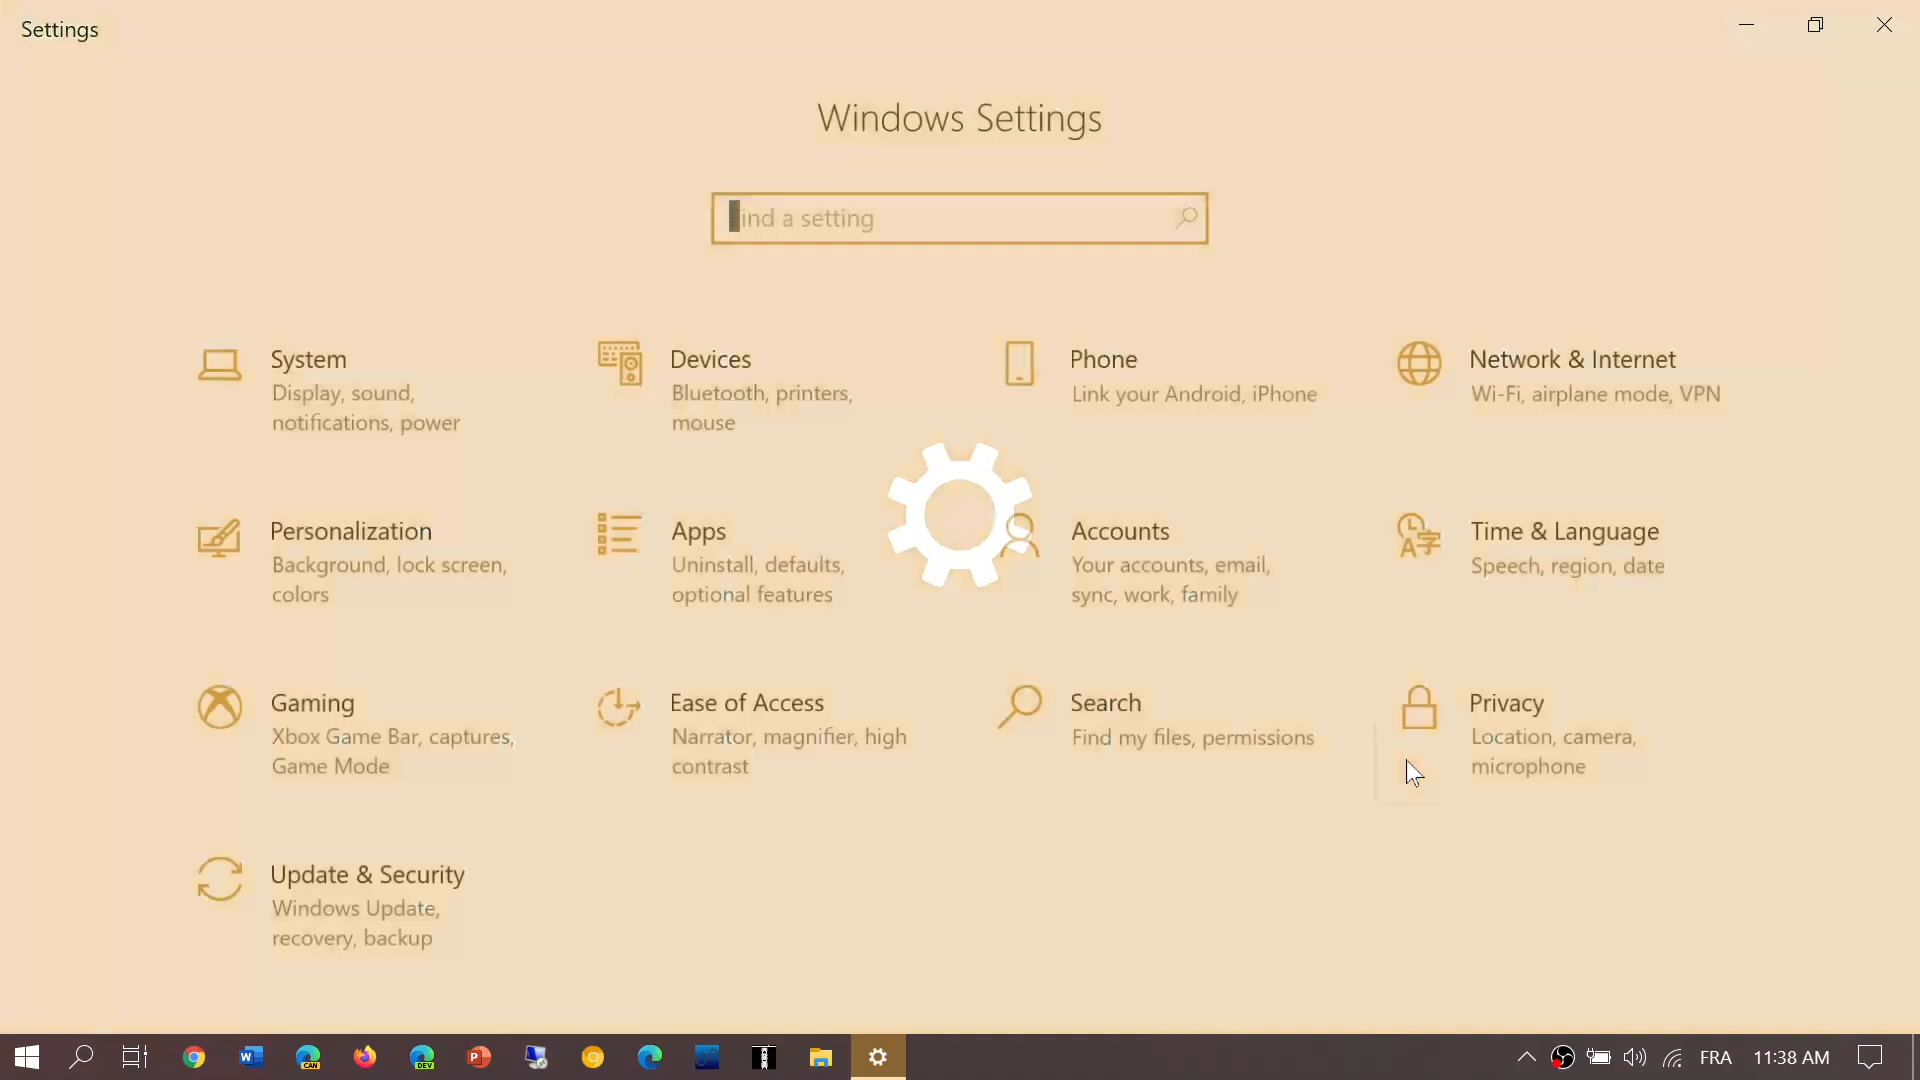 Settings
Windows Settings
ind a setting
System
Display, sound,
notifications, power
Devices
Bluetooth, printers,
mouse
Phone
Link your Android, iPhone
Network & Internet
Wi-Fi, airplane mode, VPN
Personalization
Background, lock screen,
colors
Apps
Uninstall, defaults,
optional features
Accounts
Your accounts, email,
sync, work, family
Time & Language
Speech, region, date
Gaming
Xbox Game Bar, captures,
Game Mode
Ease of Access
Narrator, magnifier, high
contrast
Search
Find my files, permissions
Privacy
Location, camera,
microphone
Update & Security
Windows Update,
recovery, backup
CAN
DEV
FRA
11:38 AM